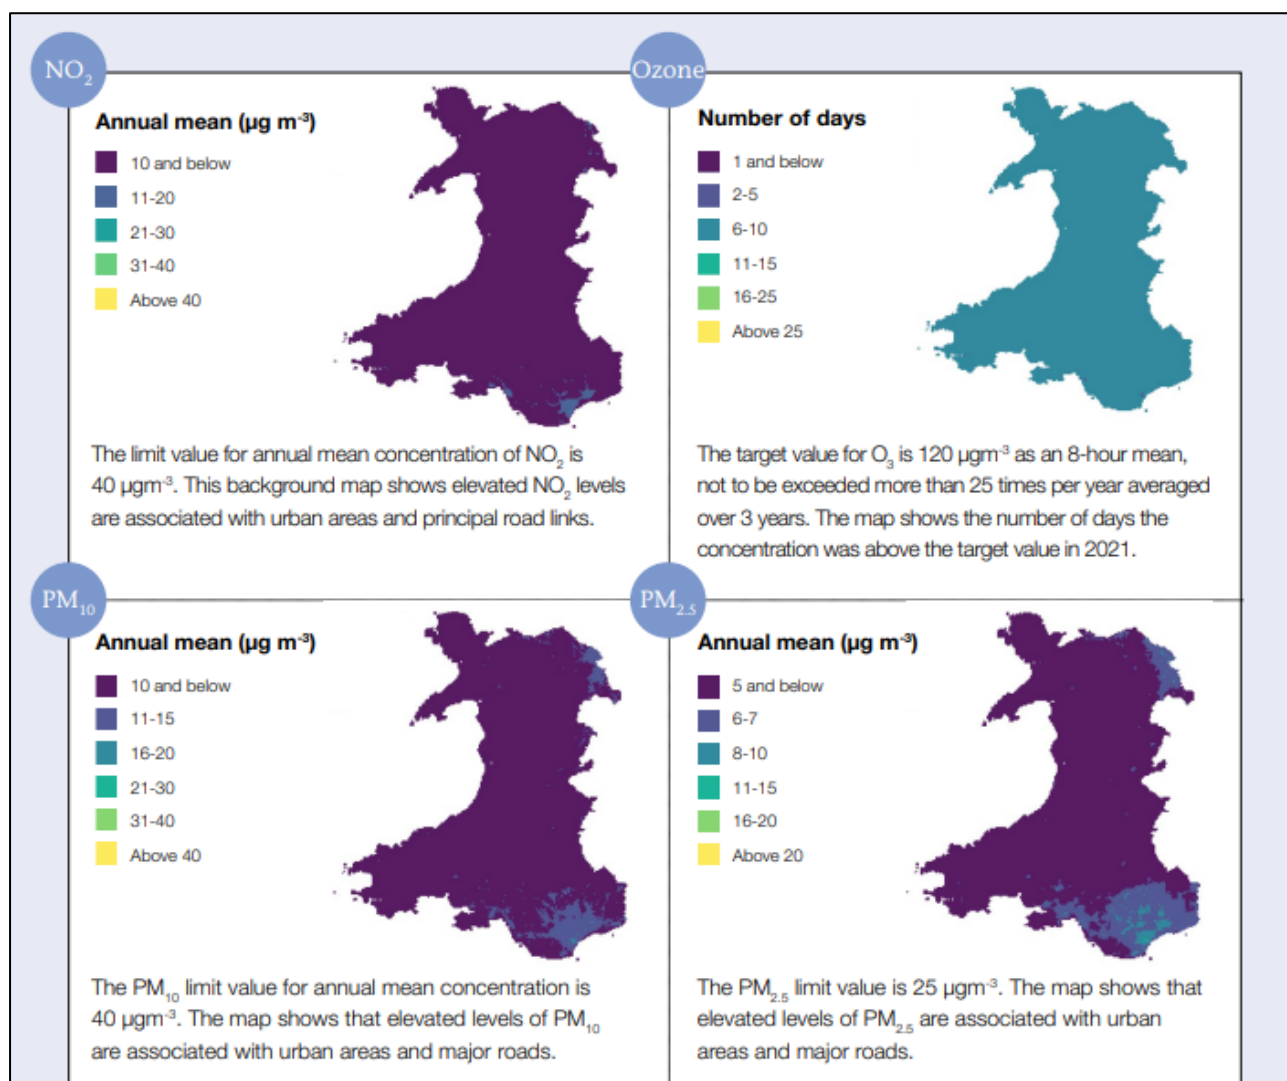 NO₂
Annual mean (µg m⁻³)
10 and below
11-20
21-30
31-40
Above 40
The limit value for annual mean concentration of NO₂ is
40 µgm⁻³. This background map shows elevated NO₂ levels
are associated with urban areas and principal road links.
Ozone
Number of days
1 and below
2-5
6-10
11-15
16-25
Above 25
The target value for O₃ is 120 µgm⁻³ as an 8-hour mean,
not to be exceeded more than 25 times per year averaged
over 3 years. The map shows the number of days the
concentration was above the target value in 2021.
PM₁₀
Annual mean (µg m⁻³)
10 and below
11-15
16-20
21-30
31-40
Above 40
The PM₁₀ limit value for annual mean concentration is
40 µgm⁻³. The map shows that elevated levels of PM₁₀
are associated with urban areas and major roads.
PM₂.₅
Annual mean (µg m⁻³)
5 and below
6-7
8-10
11-15
16-20
Above 20
The PM₂.₅ limit value is 25 µgm⁻³. The map shows that
elevated levels of PM₂.₅ are associated with urban
areas and major roads.